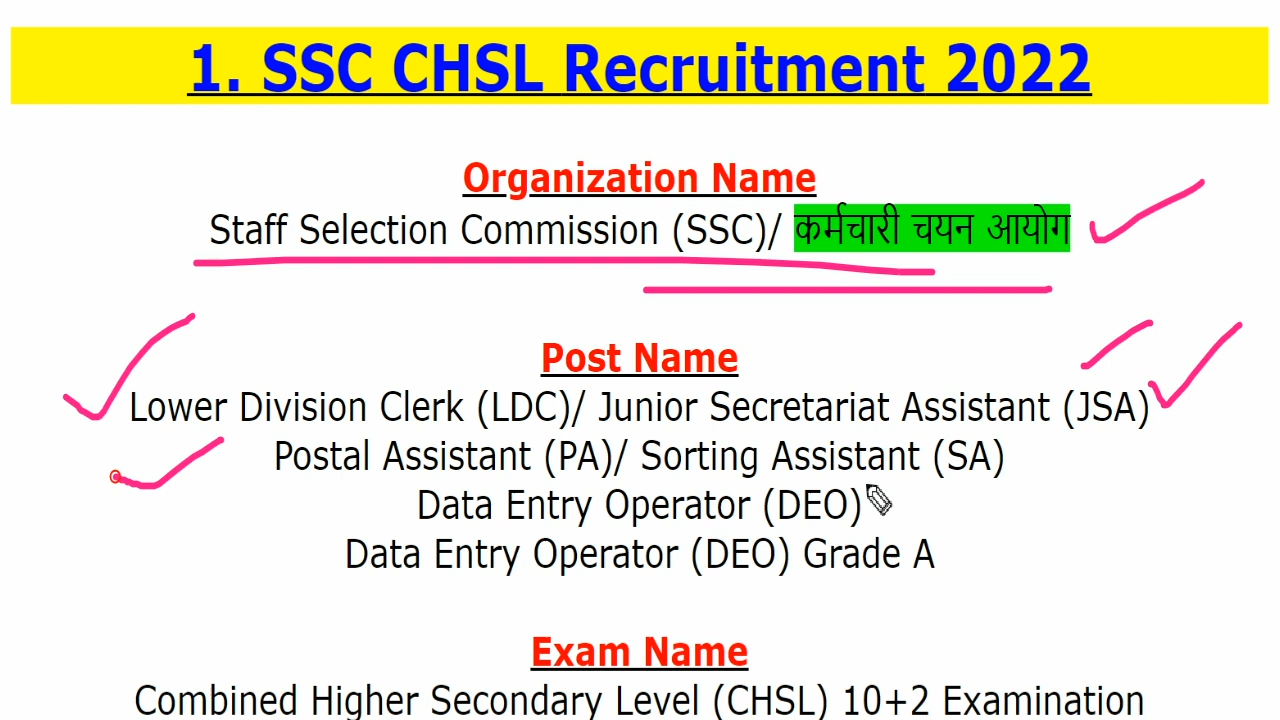 1. SSC CHSL Recruitment 2022
Organization Name
Staff Selection Commission (SSC)/ कर्मचारी चयन आयोग
Post Name
Lower Division Clerk (LDC)/ Junior Secretariat Assistant (JSA)
Postal Assistant (PA)/ Sorting Assistant (SA)
Data Entry Operator (DEO)
Data Entry Operator (DEO) Grade A
Exam Name
Combined Higher Secondary Level (CHSL) 10+2 Examination